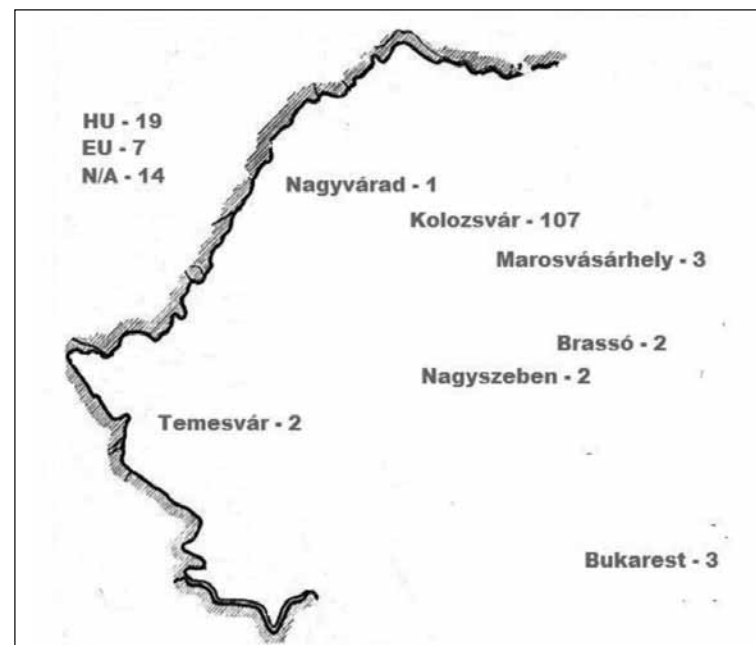 HU - 19
EU - 7
N/A - 14
Nagyvárad - 1
Kolozsvár - 107
Marosvásárhely - 3
Brassó - 2
Nagyszeben - 2
Temesvár - 2
Bukarest - 3